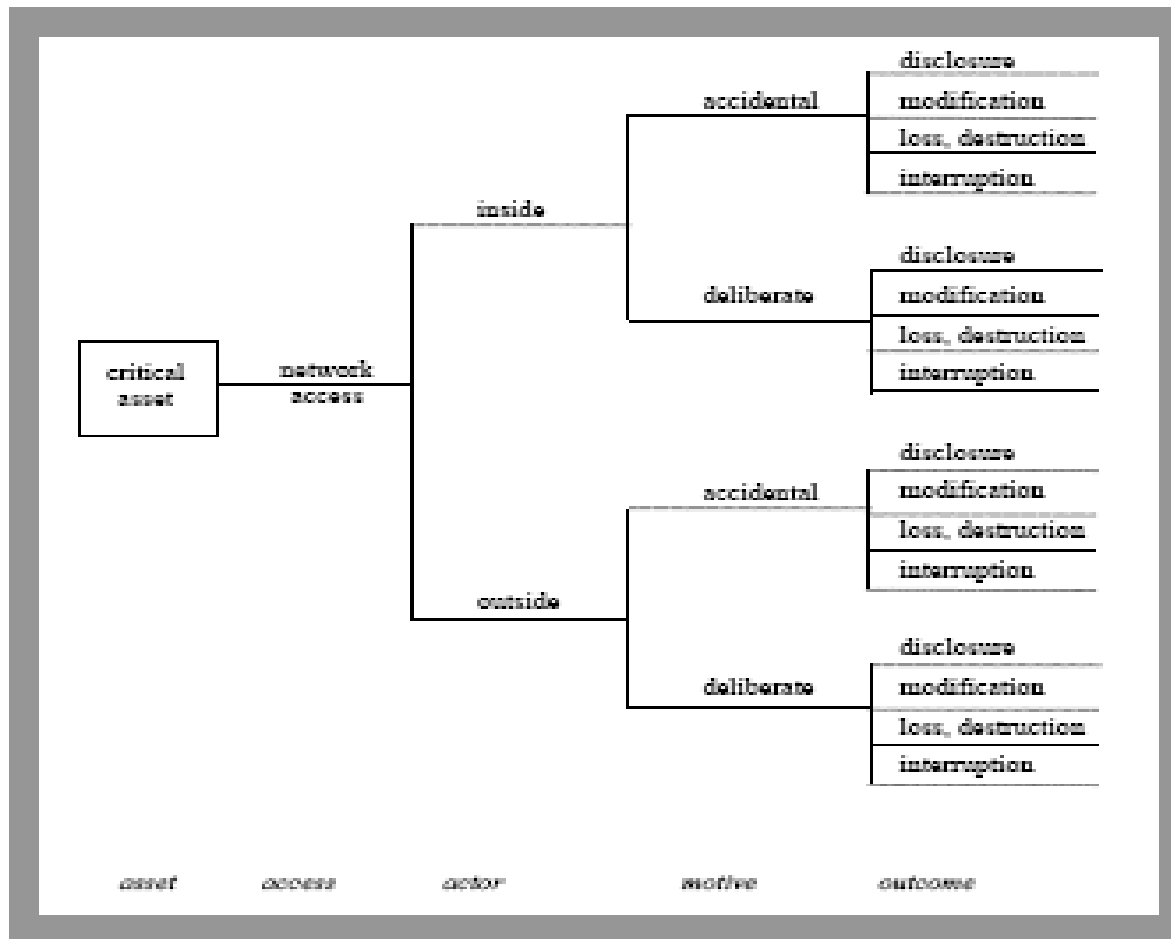 disclosure
accidental
modification
loss, destruction
interruption
inside
disclosure
deliberate
modification
loss, destruction
interruption
critical
asset
network
access
disclosure
accidental
modification
loss, destruction
interruption
outside
disclosure
deliberate
modification
loss, destruction
interruption
asset access actor motive outcome